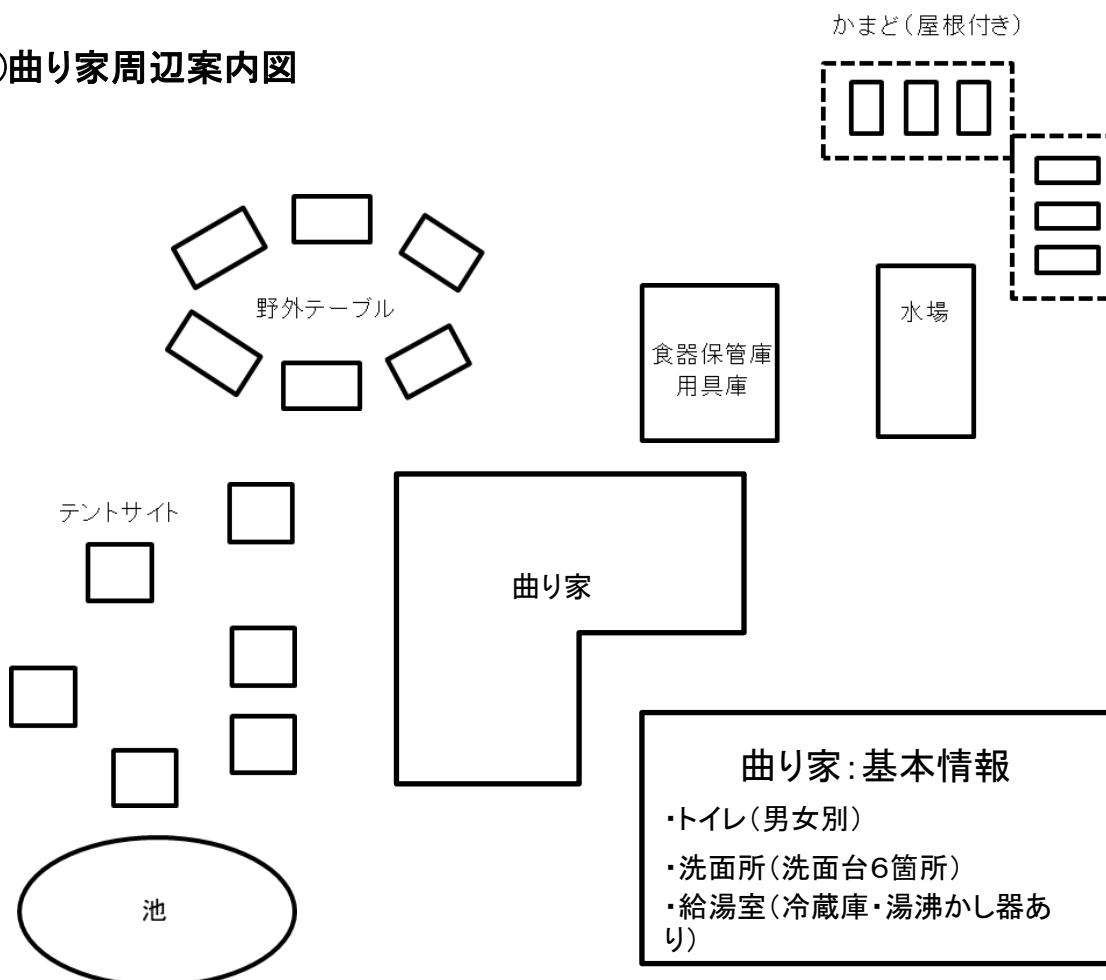 曲り家周辺案内図
かまど（屋根付き）
野外テーブル
食器保管庫
用具庫
水場
テントサイト
曲り家
池
曲り家：基本情報
・トイレ（男女別）
・洗面所（洗面台６箇所）
・給湯室（冷蔵庫・湯沸かし器あ
り）